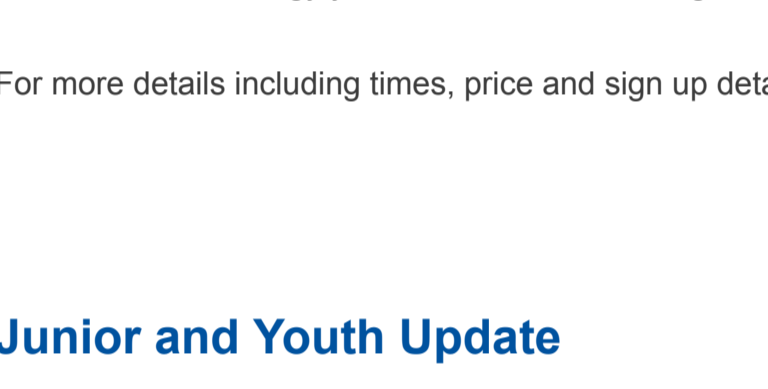 For more details including times, price and sign up
Junior and Youth Update